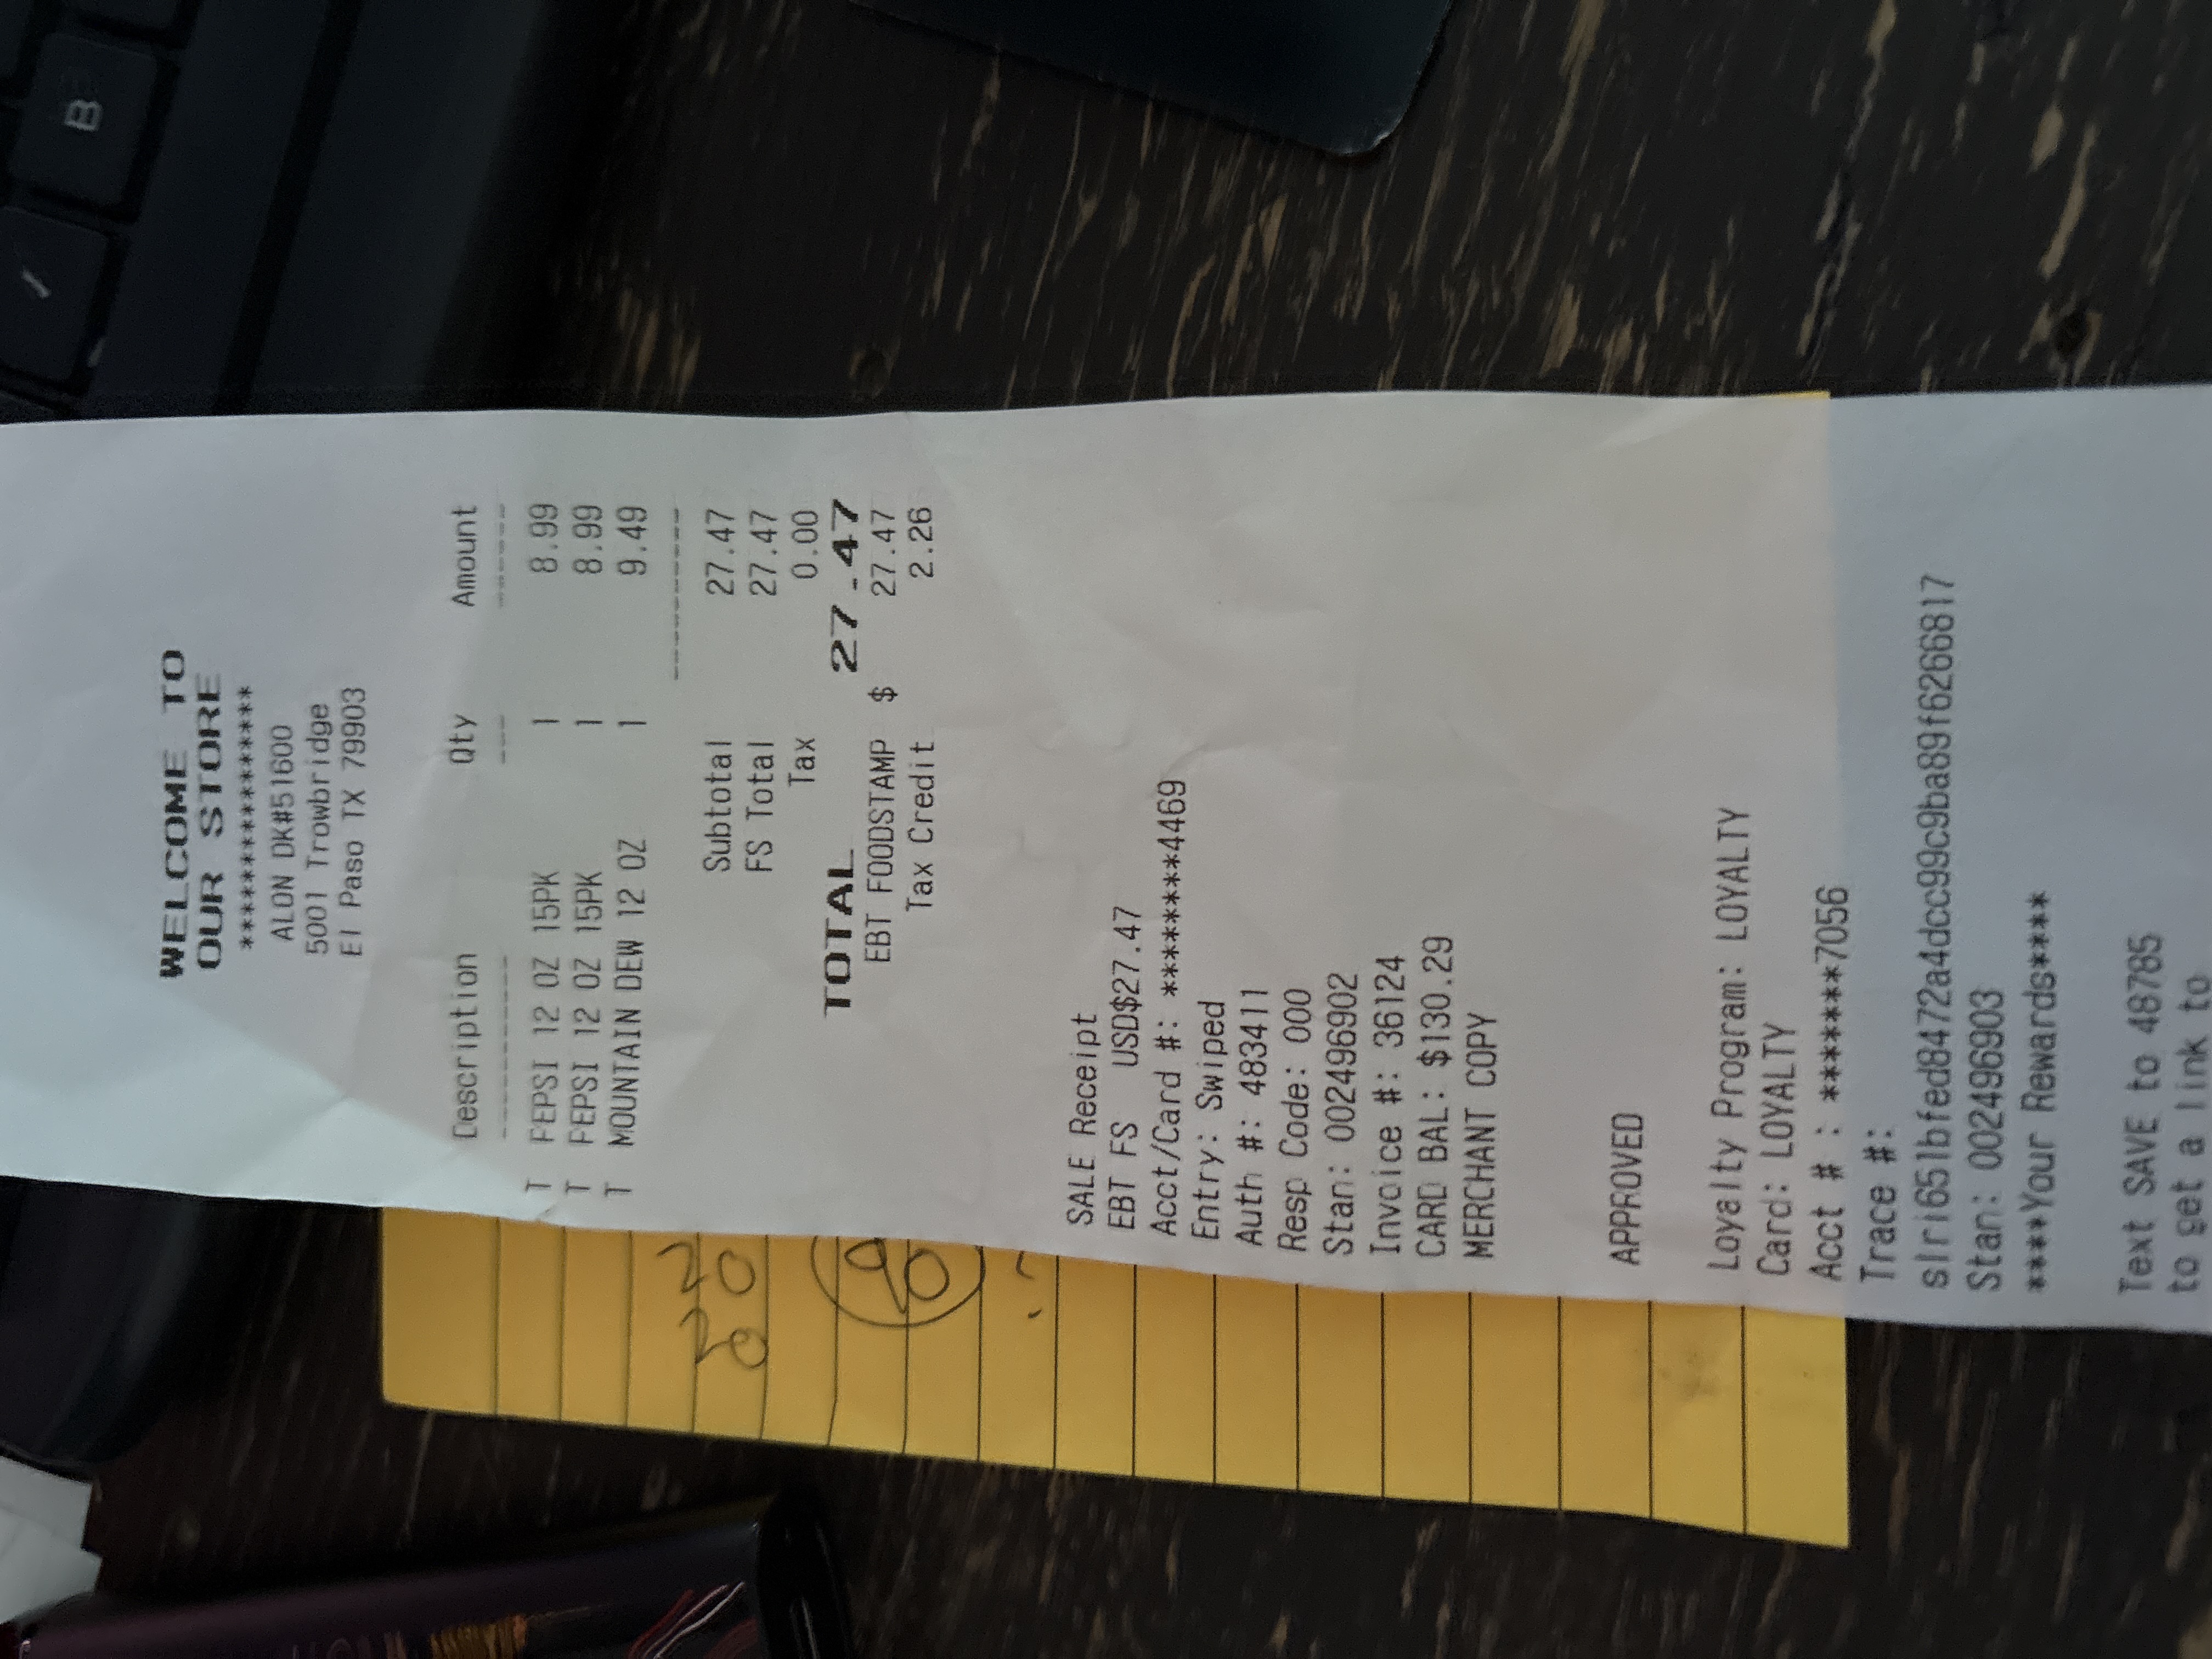 WELCOME TO
OUR STORE
******************
ALON DK#51600
5001 Trowbridge
El Paso TX 79903
Description Qty Amount
----------- --- ------
T PEPSI 12 OZ 15PK 1 8.99
T PEPSI 12 OZ 15PK 1 8.99
T MOUNTAIN DEW 12 OZ 1 9.49
----------
Subtotal 27.47
FS Total 27.47
Tax 0.00
TOTAL 27.47
EBT FOODSTAMP $ 27.47
Tax Credit 2.26
SALE Receipt
EBT FS USD$27.47
Acct/Card #: ********4469
Entry: Swiped
Auth #: 483411
Resp Code: 000
Stan: 002496902
Invoice #: 36124
CARD BAL: $130.29
MERCHANT COPY
APPROVED
Loyalty Program: LOYALTY
Card: LOYALTY
Acct # : ********7056
Trace #:
slri651bfed8472a4dcc99c9ba89f626817
Stan: 002496903
****Your Rewards****
Text SAVE to 48785
to get a link to
B
/
90